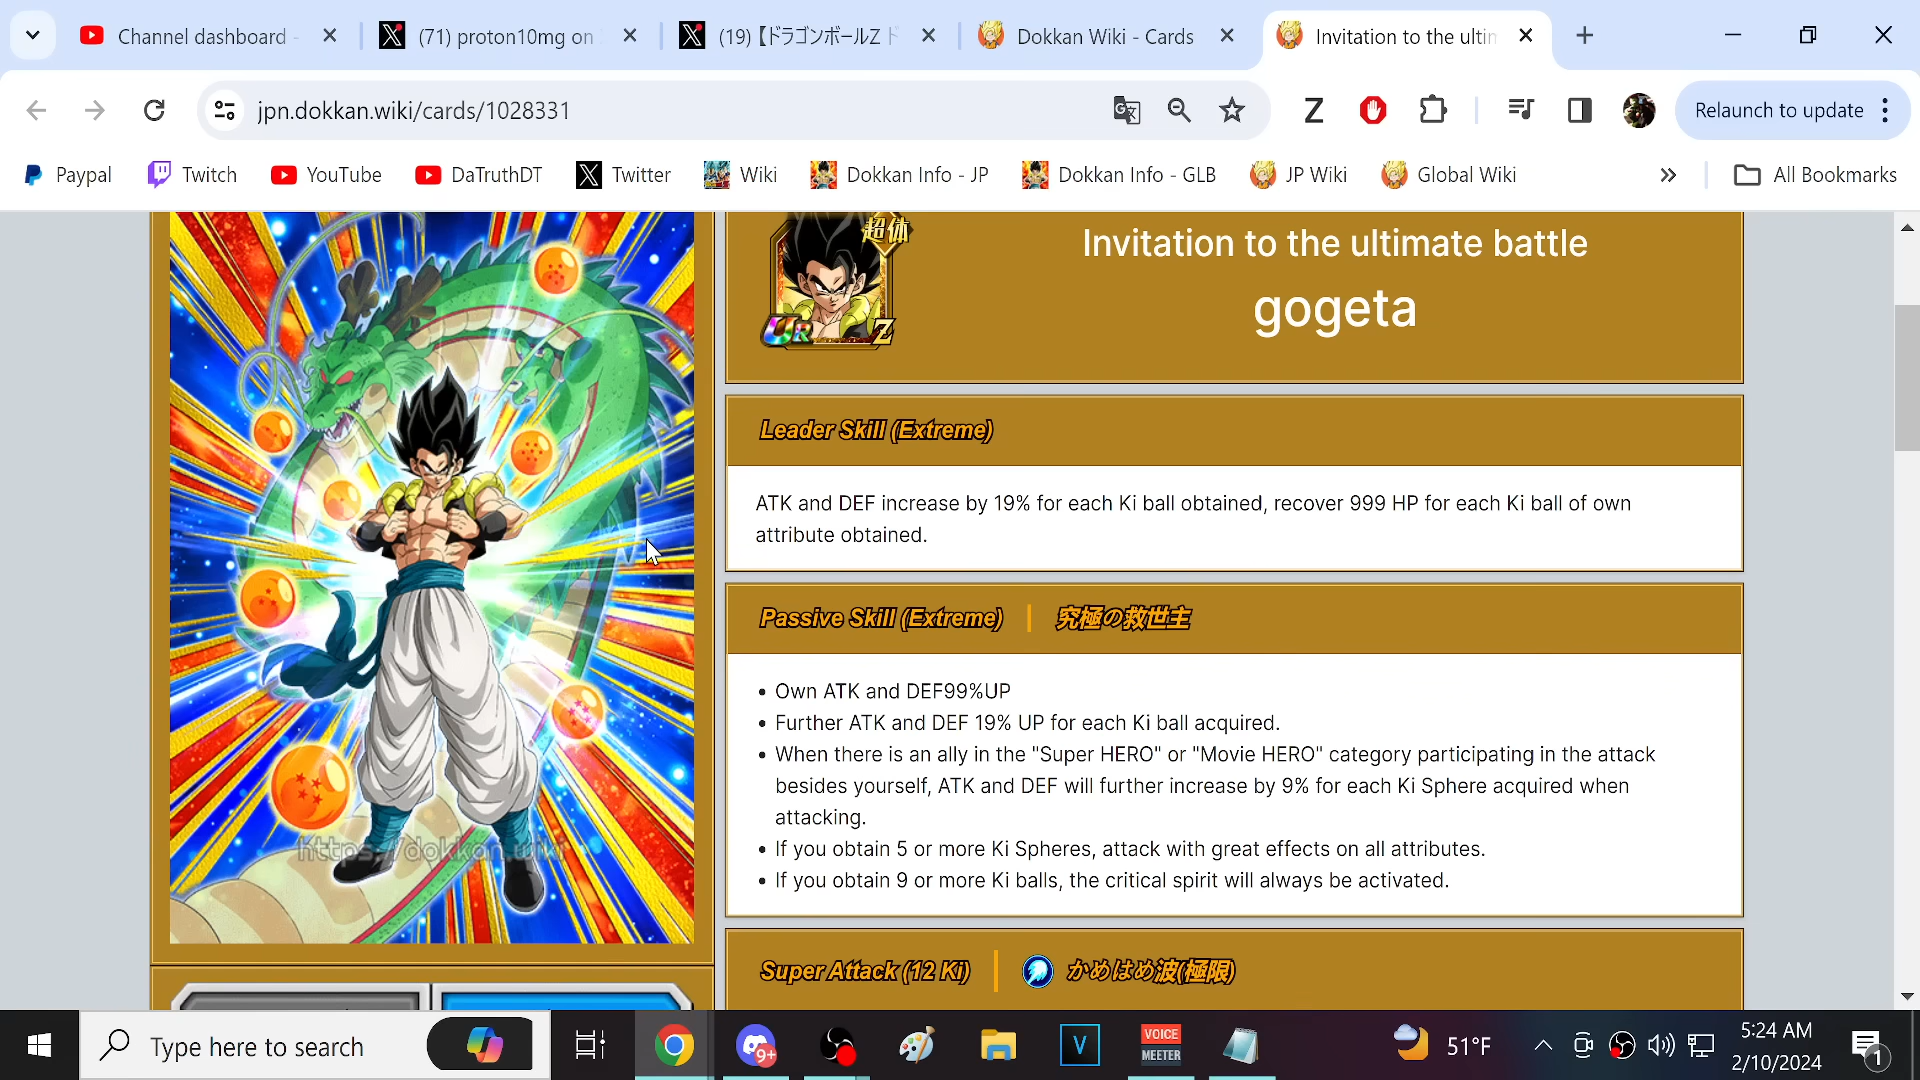 Channel dashboard -
(71) proton10mg on
(19)【ドラゴンボールZ ド
Dokkan Wiki - Cards
Invitation to the ultim
jpn.dokkan.wiki/cards/1028331
Z
Relaunch to update
Paypal
Twitch
YouTube
DaTruthDT
Twitter
Wiki
Dokkan Info - JP
Dokkan Info - GLB
JP Wiki
Global Wiki
All Bookmarks
超体
UR
Z
https://dokkan.wiki
Invitation to the ultimate battle
gogeta
Leader Skill (Extreme)
ATK and DEF increase by 19% for each Ki ball obtained, recover 999 HP for each Ki ball of own
attribute obtained.
Passive Skill (Extreme) | 究極の救世主
• Own ATK and DEF99%UP
• Further ATK and DEF 19% UP for each Ki ball acquired.
• When there is an ally in the "Super HERO" or "Movie HERO" category participating in the attack
besides yourself, ATK and DEF will further increase by 9% for each Ki Sphere acquired when
attacking.
• If you obtain 5 or more Ki Spheres, attack with great effects on all attributes.
• If you obtain 9 or more Ki balls, the critical spirit will always be activated.
Super Attack (12 Ki) | かめはめ波(極限)
Type here to search
9+
V
VOICE
MEETER
51°F
5:24 AM
2/10/2024
1